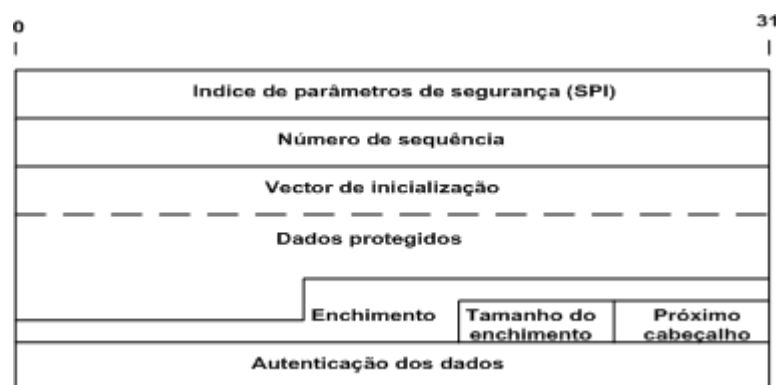 0 31
Indice de parâmetros de segurança (SPI)
Número de sequência
Vector de inicialização
Dados protegidos
Enchimento
Tamanho do
enchimento
Próximo
cabeçalho
Autenticação dos dados